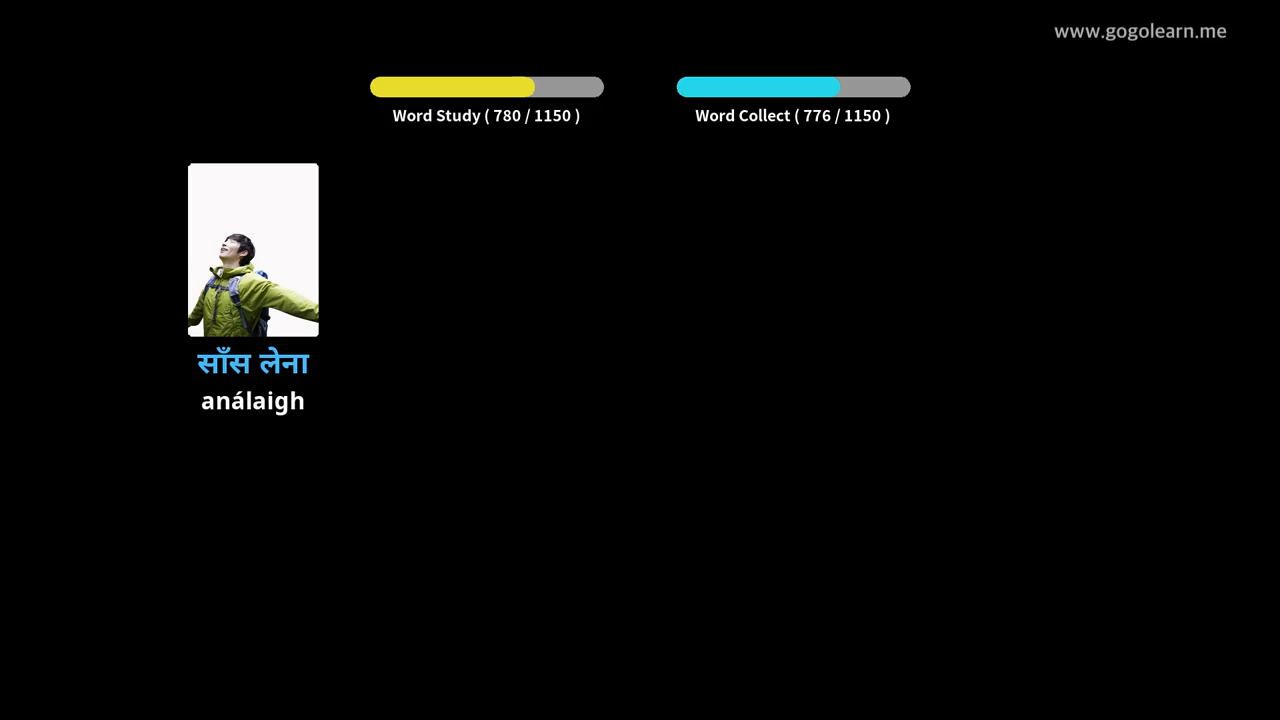 www.gogolearn.me
Word Study ( 780 / 1150 )
Word Collect ( 776 / 1150 )
साँस लेना
análaigh